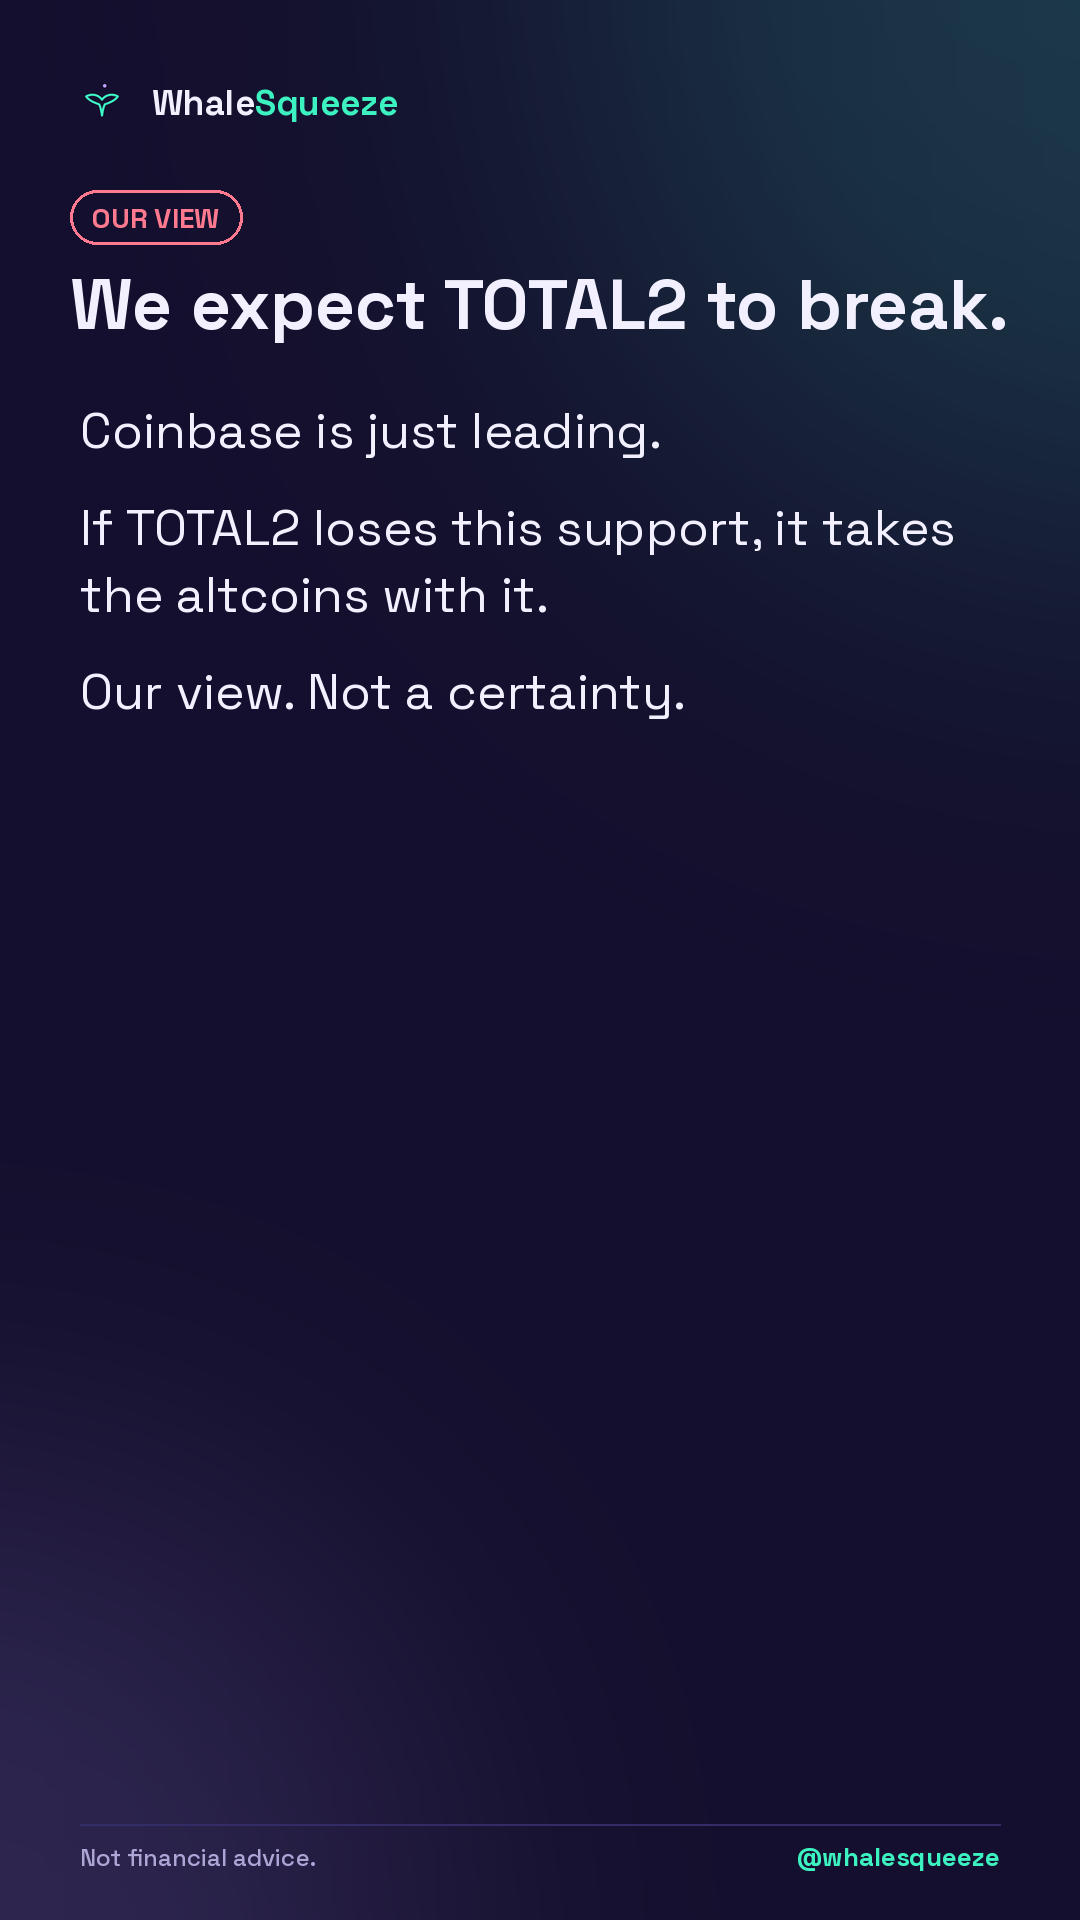 WhaleSqueeze
OUR VIEW
We expect TOTAL2 to break.
Coinbase is just leading.
If TOTAL2 loses this support, it takes
the altcoins with it.
Our view. Not a certainty.
Not financial advice.
@whalesqueeze